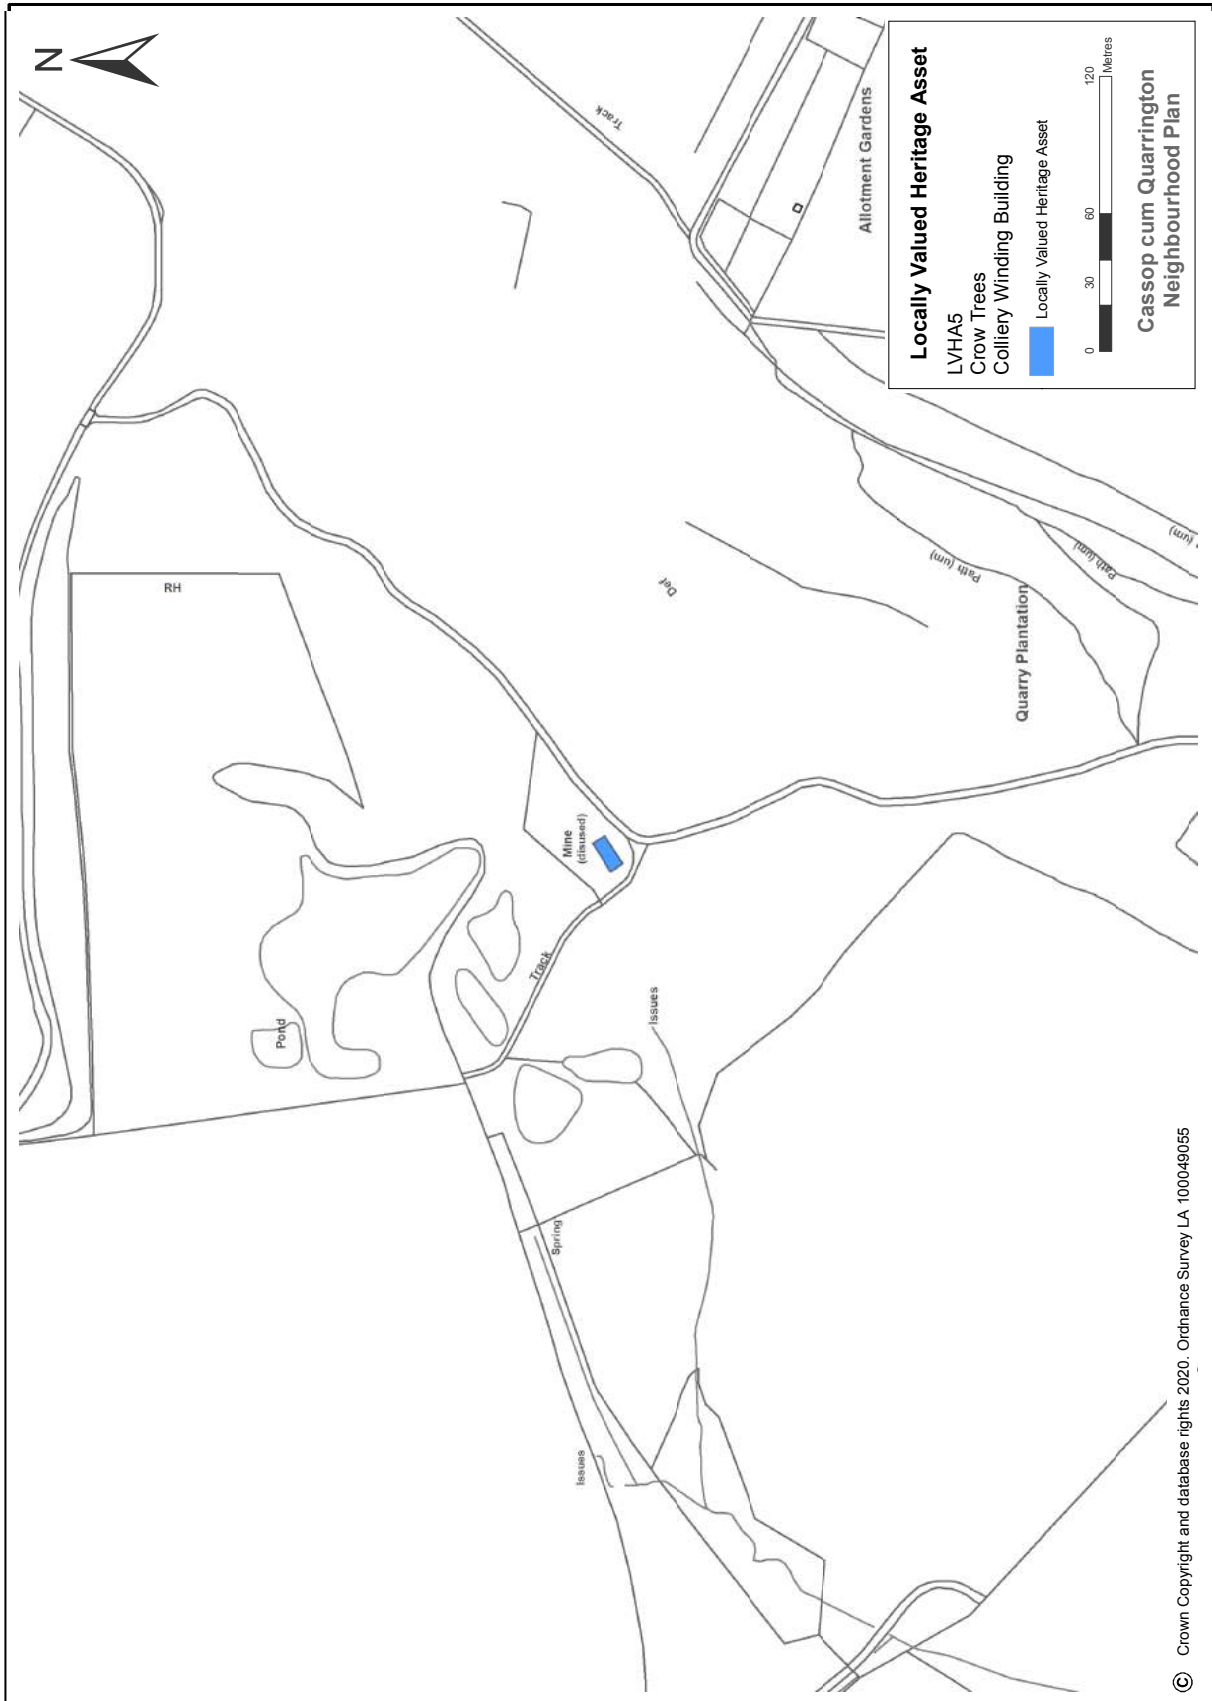 N
Track
Allotment Gardens
RH
Def
Path (um)
Path (um)
(um)
Quarry Plantation
Mine
(disused)
Track
Pond
Issues
Spring
Issues
Locally Valued Heritage Asset
LVHA5
Crow Trees
Colliery Winding Building
Locally Valued Heritage Asset
0 30 60 120
Metres
Cassop cum Quarrington
Neighbourhood Plan
© Crown Copyright and database rights 2020. Ordnance Survey LA 100049055